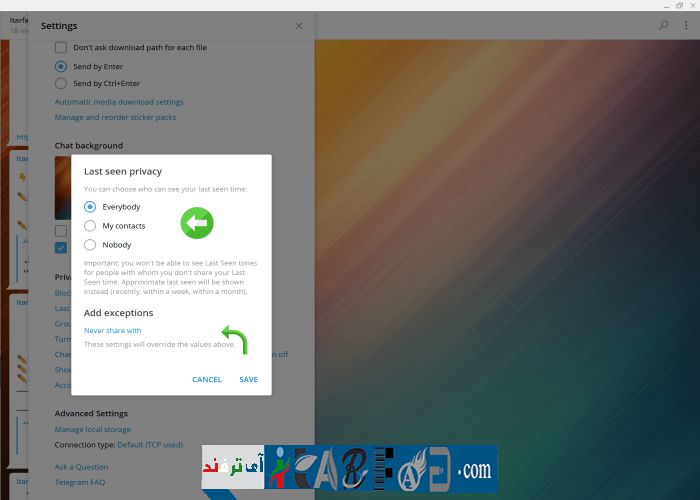 Itarfa
18 m
Settings
Don't ask download path for each file
Send by Enter
Send by Ctrl+Enter
Automatic media download settings
Manage and reorder sticker packs
Chat background
Last seen privacy
You can choose who can see your last seen time:
Everybody
My contacts
Nobody
Important: you won't be able to see Last Seen times
for people with whom you don't share your Last
Seen time. Approximate last seen will be shown
instead (recently, within a week, within a month).
Add exceptions
Never share with
These settings will override the values above.
CANCEL
SAVE
Priva
Block
Last
Grou
Turn
Chan
off
Show
Acco
Advanced Settings
Manage local storage
Connection type: Default (TCP used)
Ask a Question
Telegram FAQ
آی ترفند
.com